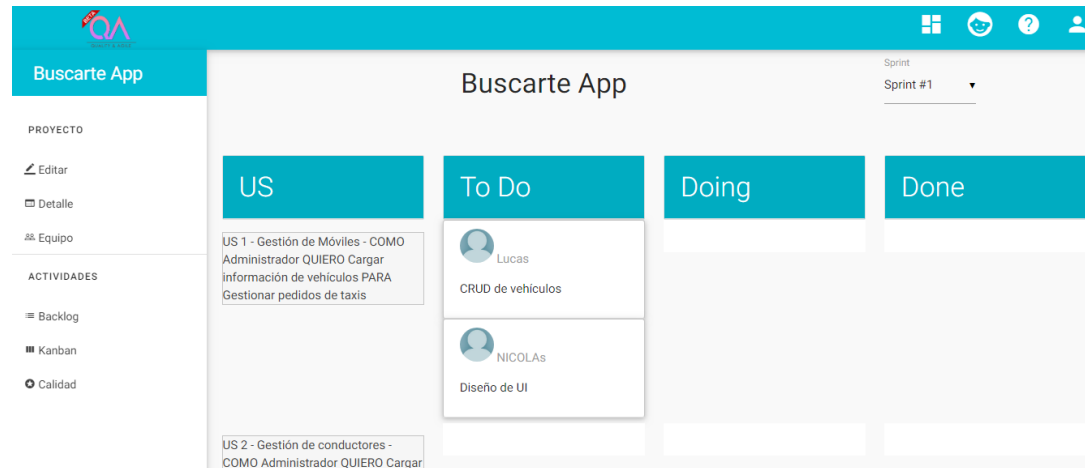 BETA
QA
Buscarte App
Buscarte App
Sprint
Sprint #1
PROYECTO
Editar
Detalle
Equipo
ACTIVIDADES
Backlog
Kanban
Calidad
US
To Do
Doing
Done
US 1 - Gestión de Móviles - COMO
Administrador QUIERO Cargar
información de vehículos PARA
Gestionar pedidos de taxis
Lucas
CRUD de vehículos
NICOLAs
Diseño de UI
US 2 - Gestión de conductores -
COMO Administrador QUIERO Cargar